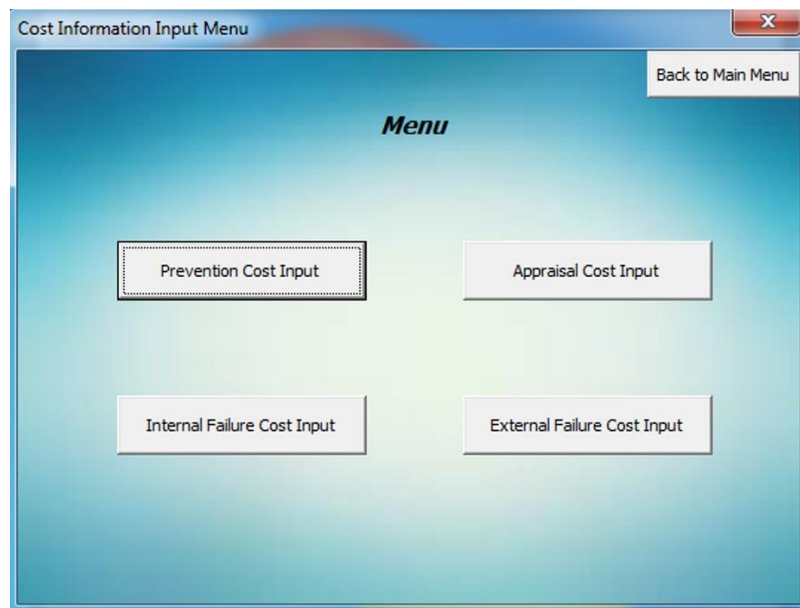 Cost Information Input Menu
Back to Main Menu
Menu
Prevention Cost Input
Appraisal Cost Input
Internal Failure Cost Input
External Failure Cost Input